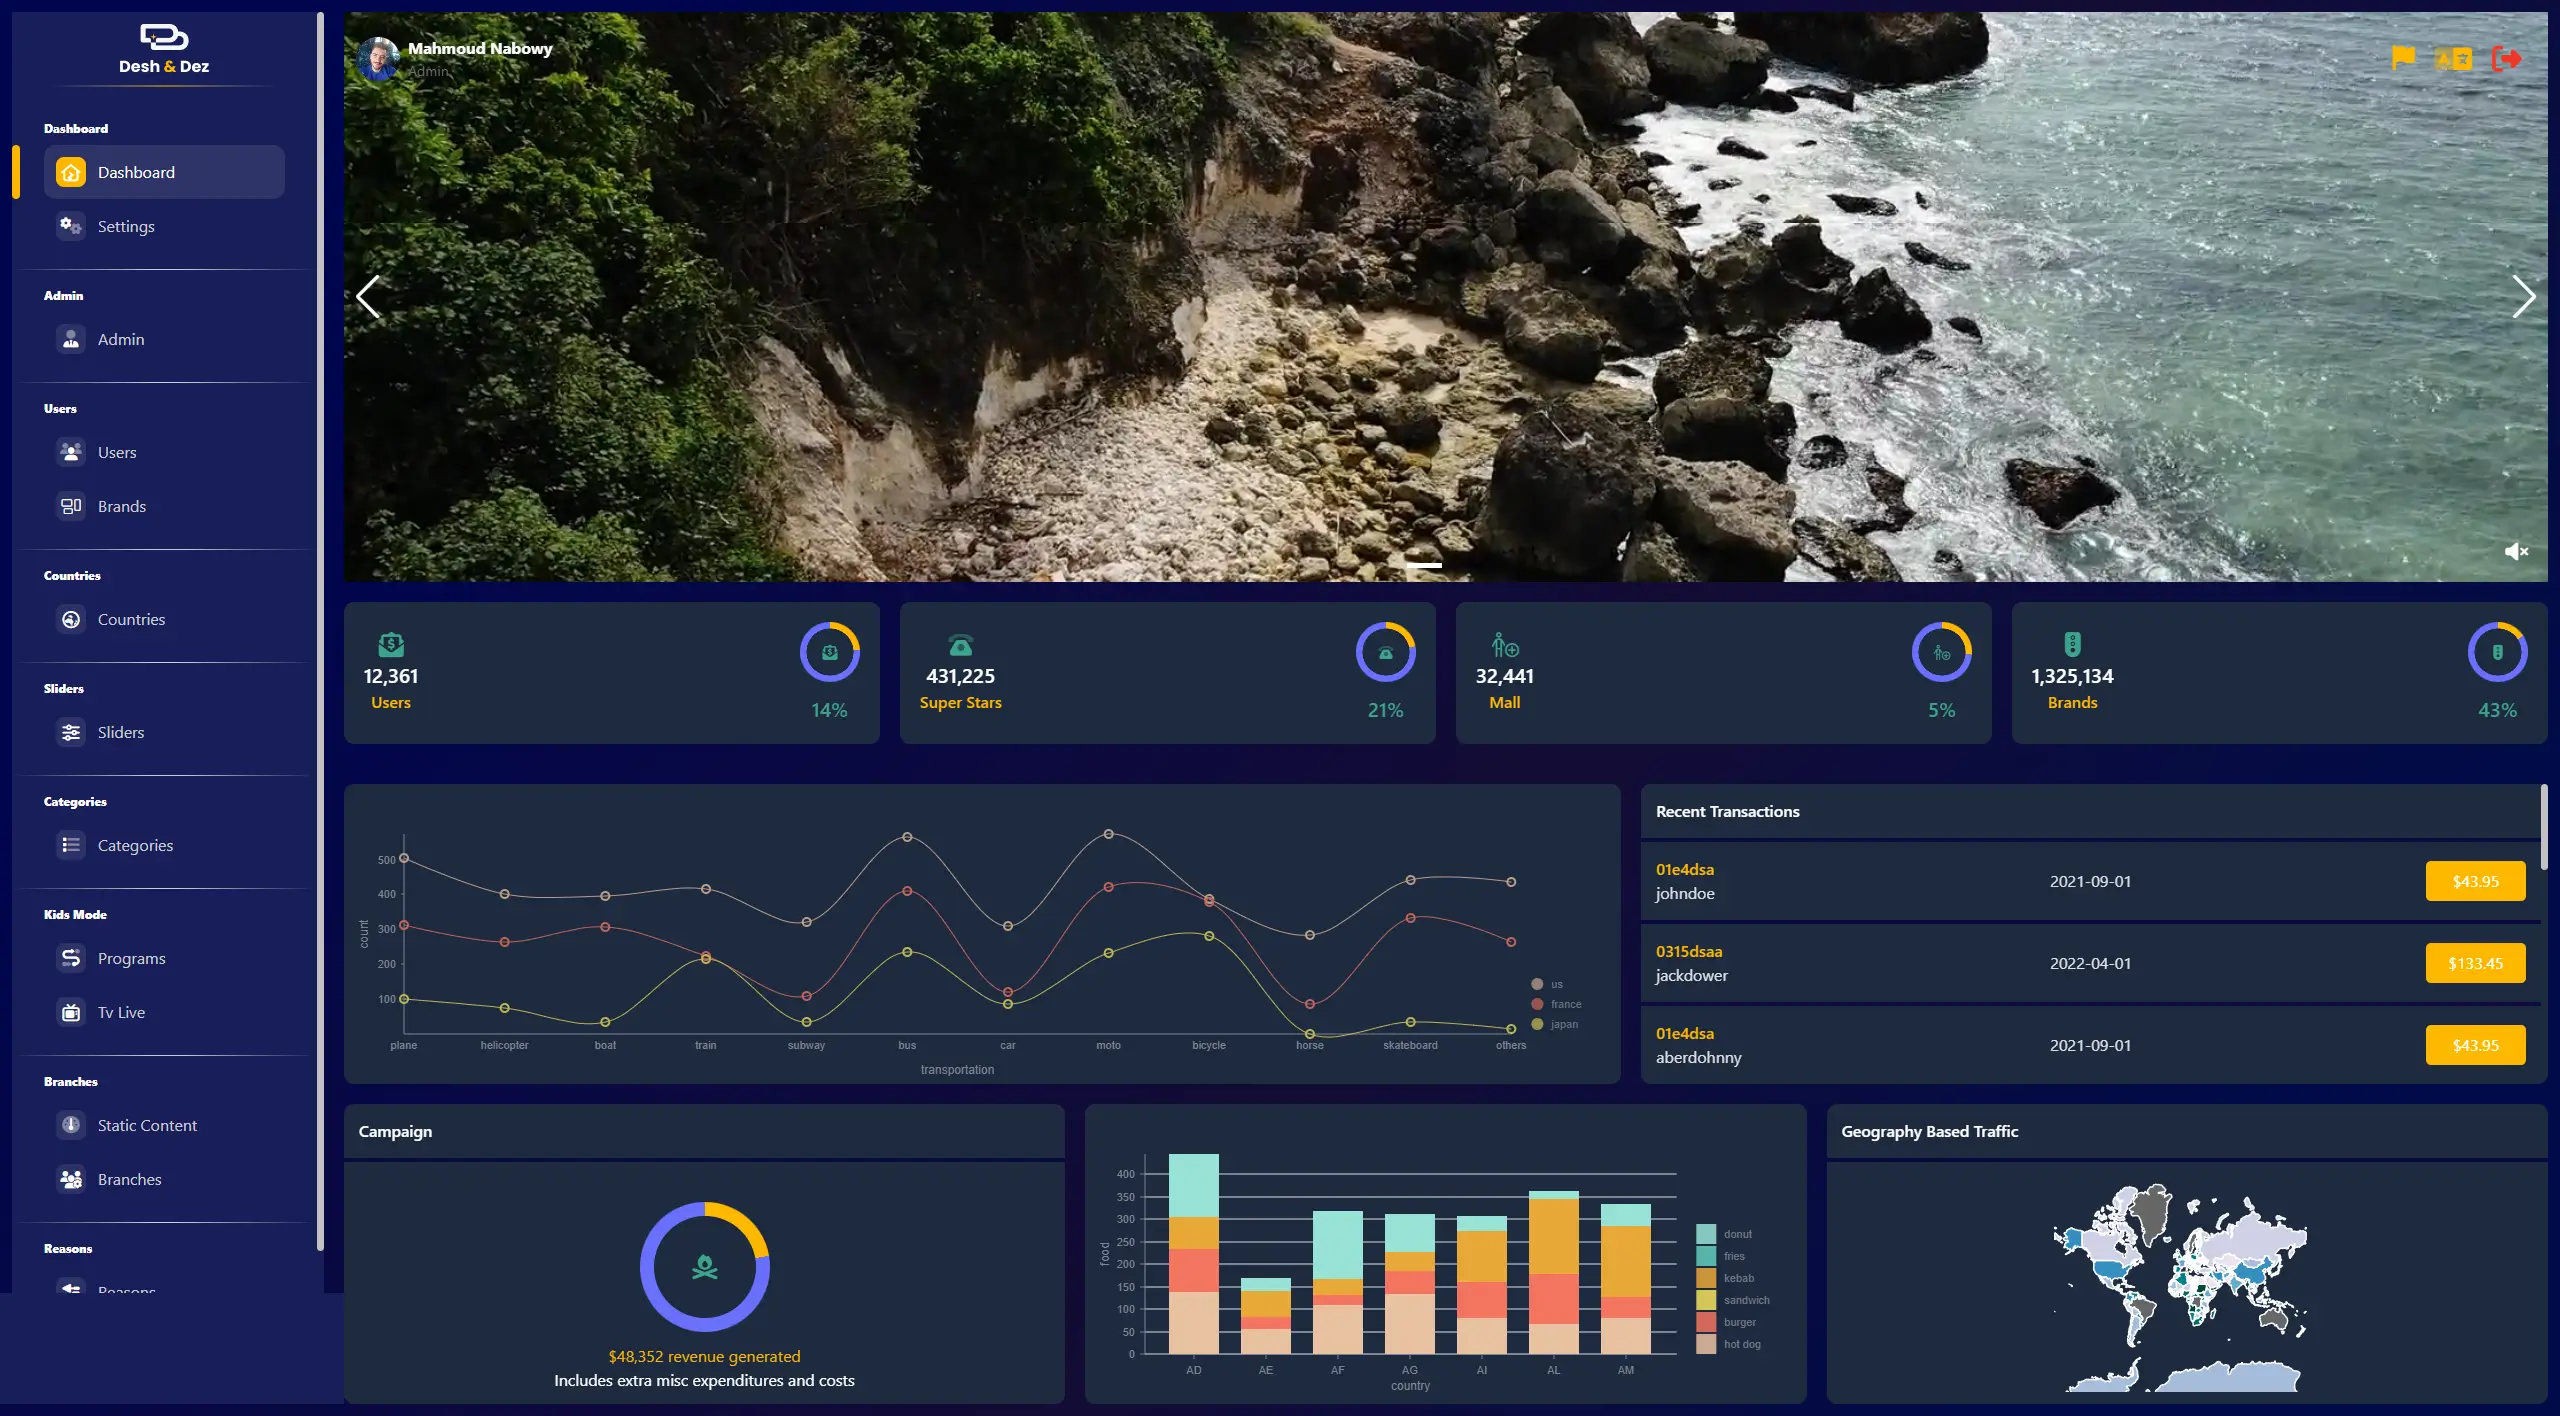 Desh & Dez
Dashboard
Dashboard
Settings
Admin
Admin
Users
Users
Brands
Countries
Countries
Sliders
Sliders
Categories
Categories
Kids Mode
Programs
Tv Live
Branches
Static Content
Branches
Reasons
Reasons
Mahmoud Nabowy
Admin
12,361
Users
14%
431,225
Super Stars
21%
32,441
Mall
5%
1,325,134
Brands
43%
500
400
300
200
100
count
plane helicopter boat train subway bus car moto bicycle horse skateboard others
transportation
us
france
japan
Recent Transactions
01e4dsa
johndoe
2021-09-01
$43.95
0315dsaa
jackdower
2022-04-01
$133.45
01e4dsa
aberdohnny
2021-09-01
$43.95
Campaign
$48,352 revenue generated
Includes extra misc expenditures and costs
400
350
300
250
200
150
100
50
0
food
AD AE AF AG AI AL AM
country
donut
fries
kebab
sandwich
burger
hot dog
Geography Based Traffic